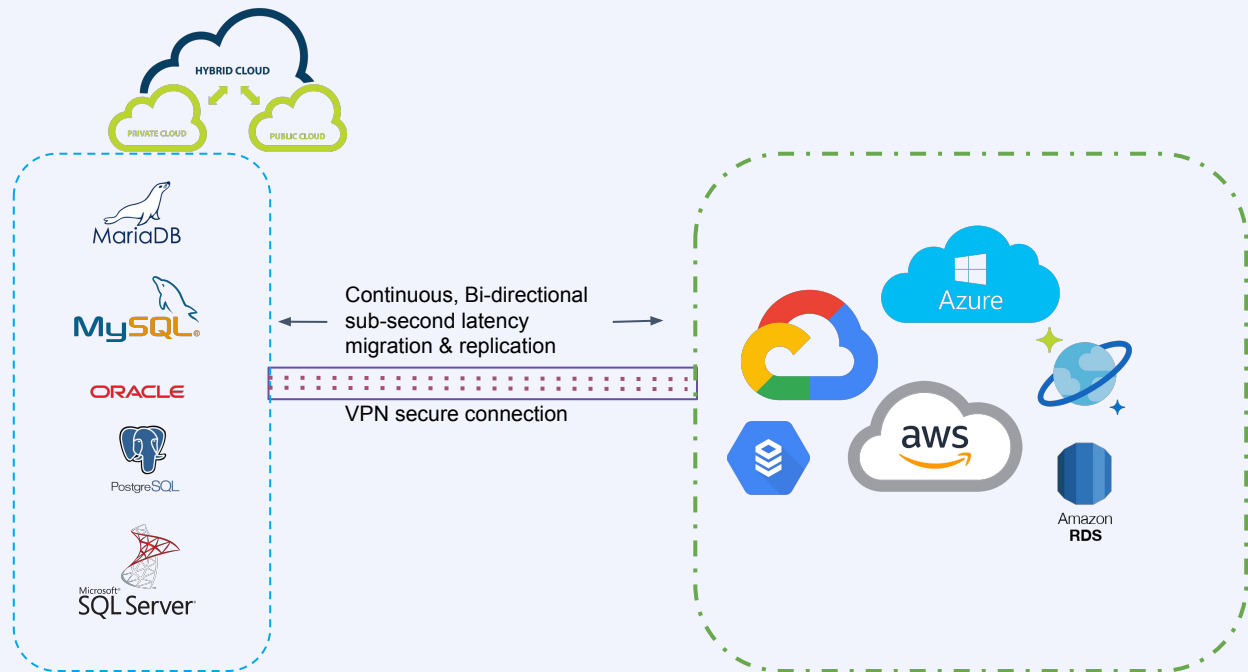 HYBRID CLOUD
PRIVATE CLOUD
PUBLIC CLOUD
MariaDB
MySQL®
ORACLE
PostgreSQL
Microsoft®
SQL Server®
Continuous, Bi-directional
sub-second latency
migration & replication
VPN secure connection
Azure
aws
Amazon
RDS